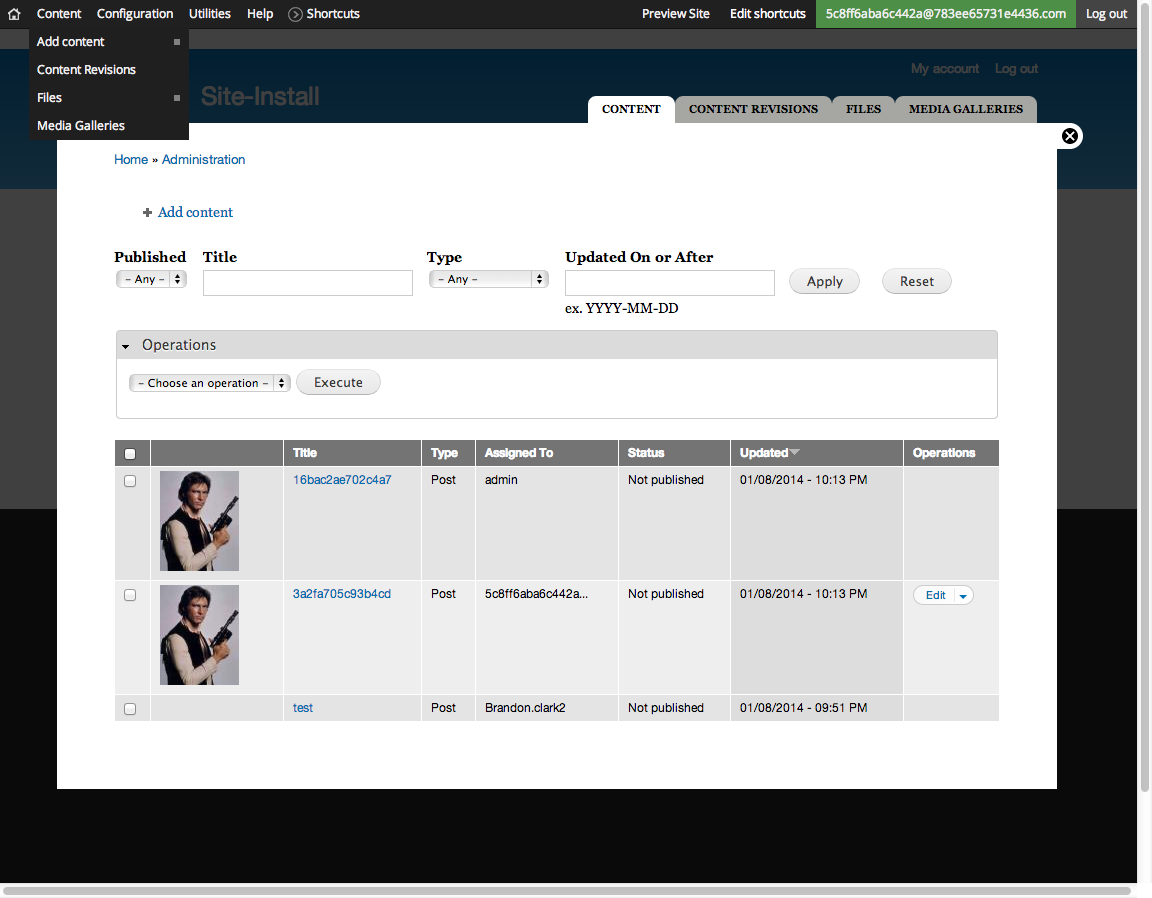 Content Configuration Utilities Help Shortcuts Preview Site Edit shortcuts 5c8ff6aba6c442a@783ee65731e4436.com Log out
Add content
Content Revisions
Files
Media Galleries
My account Log out
Site-Install
CONTENT CONTENT REVISIONS FILES MEDIA GALLERIES
Home » Administration
+ Add content
Published Title Type Updated On or After
- Any - - Any - Apply Reset
ex. YYYY-MM-DD
Operations
- Choose an operation - Execute
Title Type Assigned To Status Updated Operations
16bac2ae702c4a7 Post admin Not published 01/08/2014 - 10:13 PM
3a2fa705c93b4cd Post 5c8ff6aba6c442a... Not published 01/08/2014 - 10:13 PM Edit
test Post Brandon.clark2 Not published 01/08/2014 - 09:51 PM